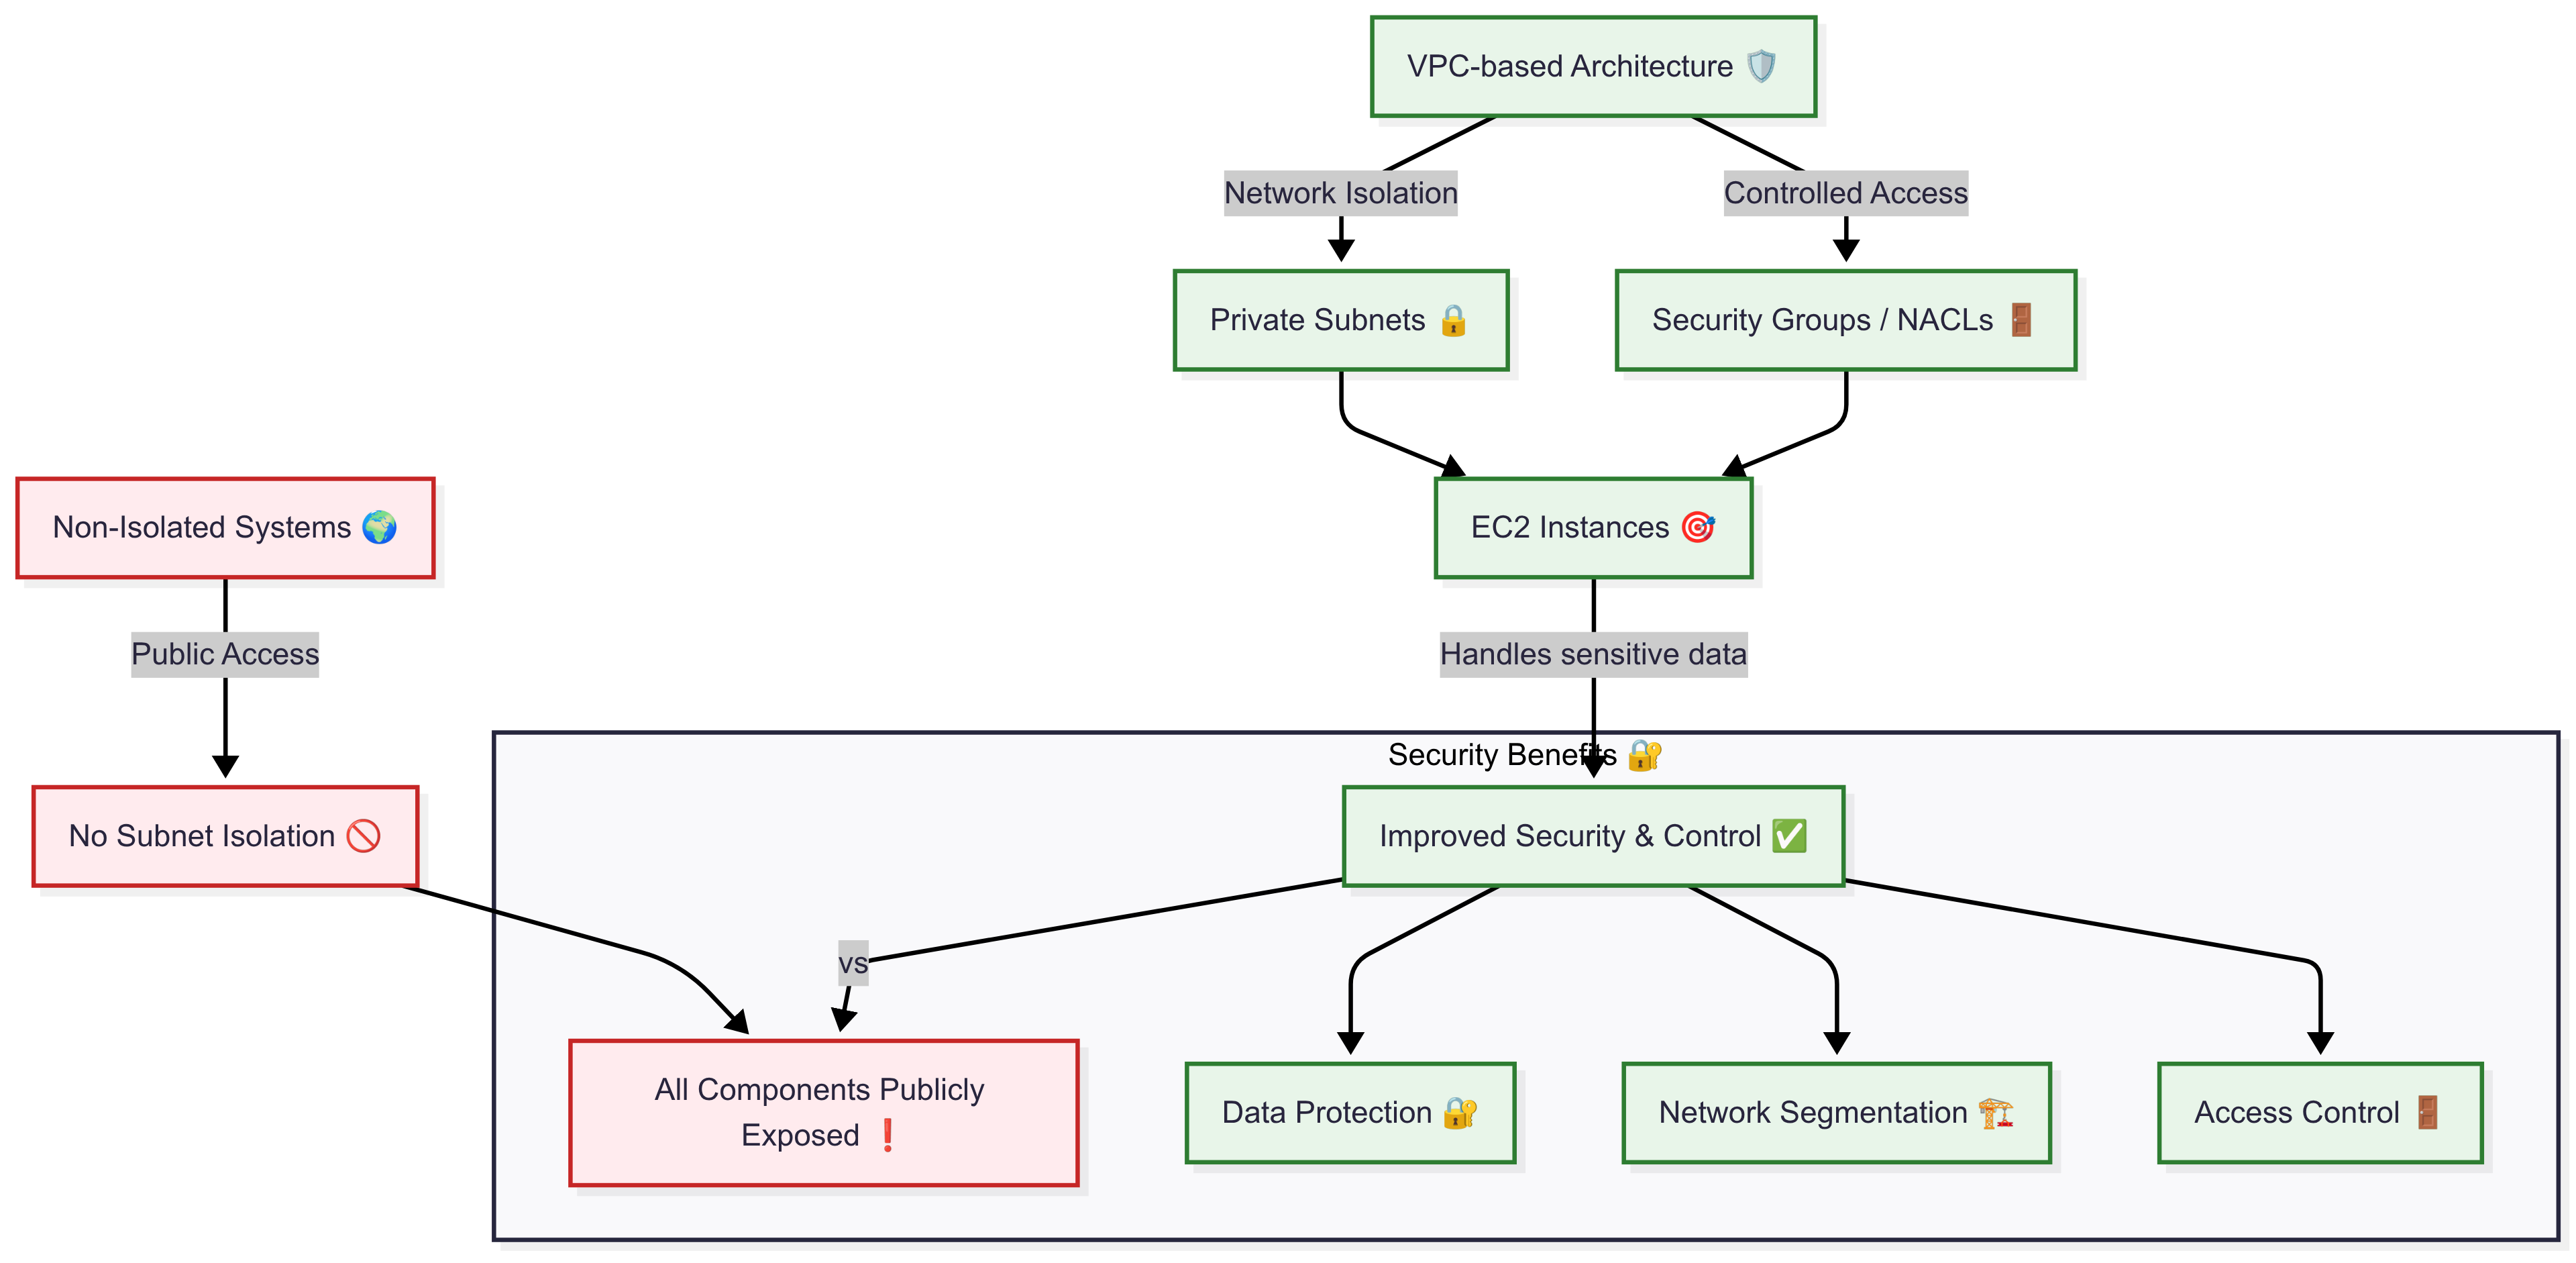 VPC-based Architecture 🛡️
Network Isolation
Controlled Access
Private Subnets 🔒
Security Groups / NACLs 🚪
Non-Isolated Systems 🌍
EC2 Instances 🎯
Public Access
Handles sensitive data
Security Benefits 🔐
No Subnet Isolation 🚫
Improved Security & Control ✅
vs
All Components Publicly
Exposed ❗
Data Protection 🔐
Network Segmentation 🏗️
Access Control 🚪